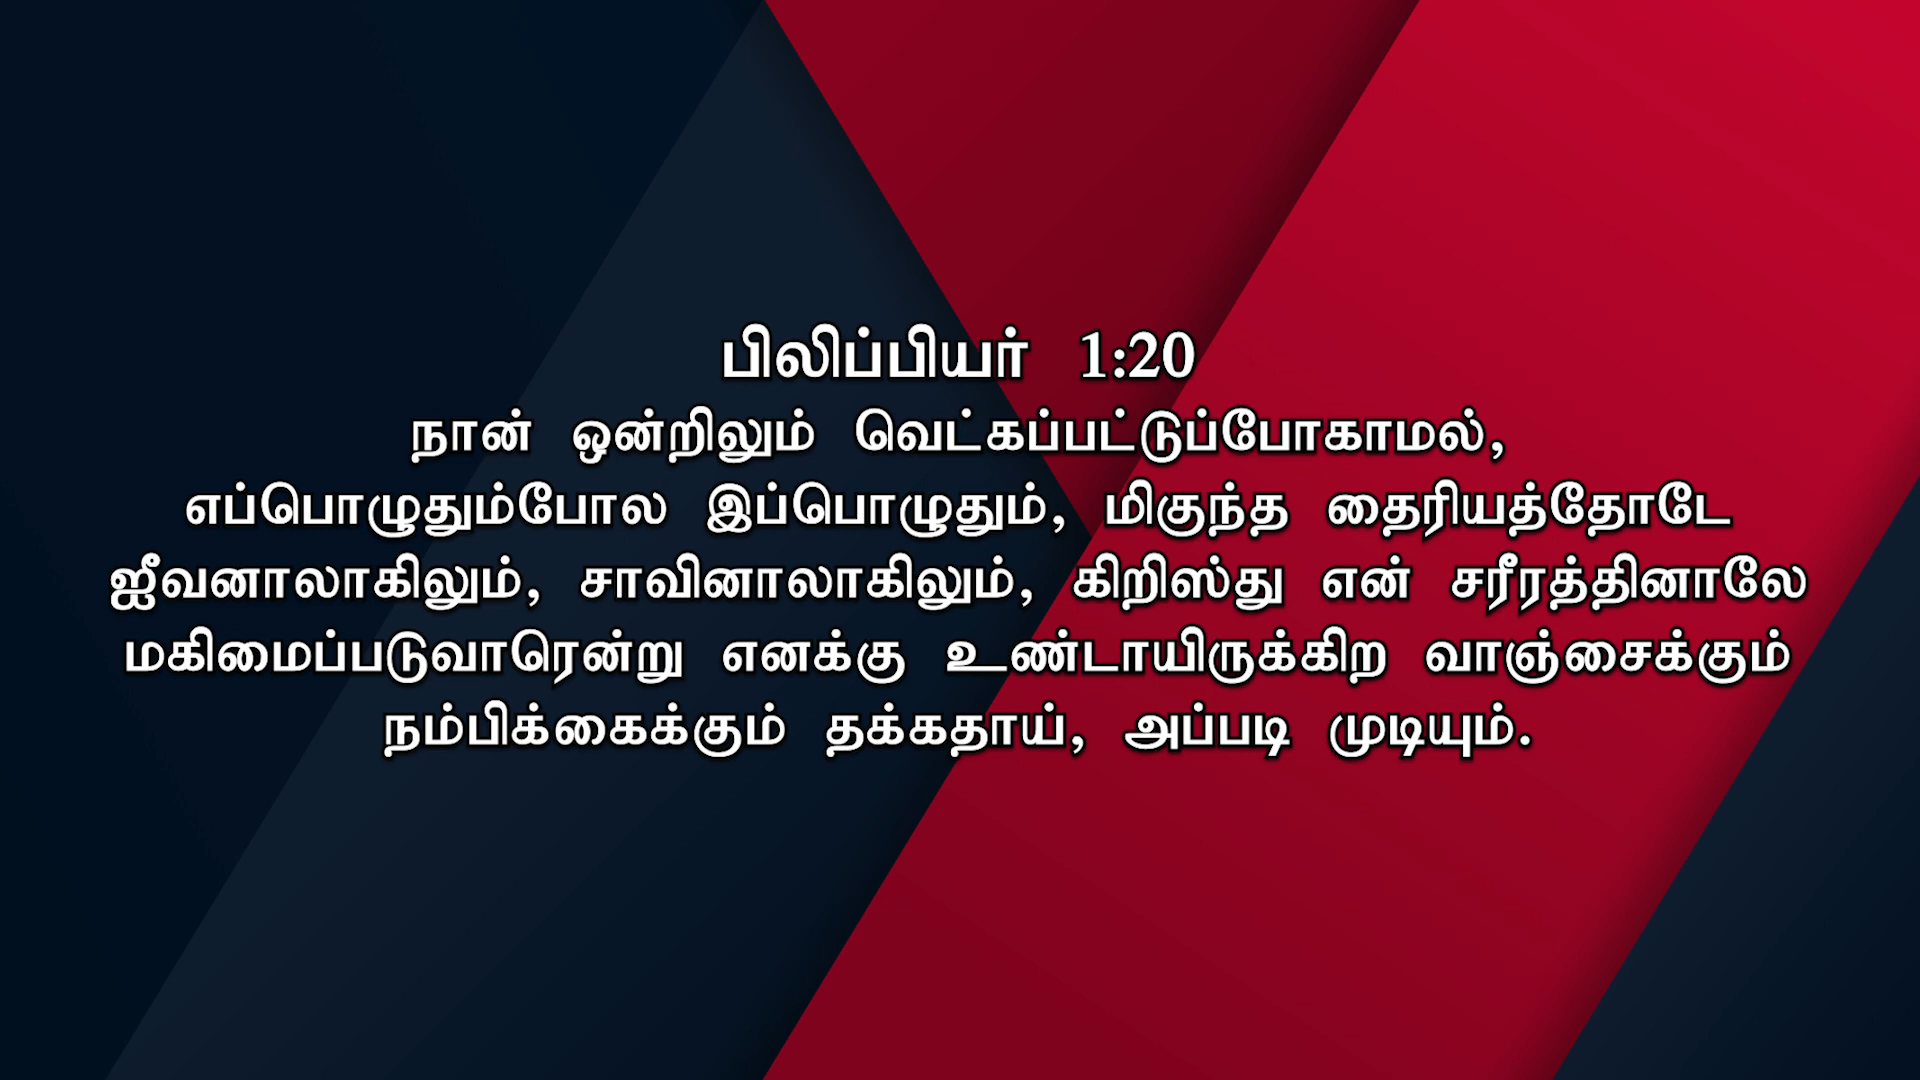 பிலிப்பியர் 1:20
நான் ஒன்றிலும் வெட்கப்பட்டுப்போகாமல்,
எப்பொழுதும்போல இப்பொழுதும், மிகுந்த தைரியத்தோடே
ஜீவனாலாகிலும், சாவினாலாகிலும், கிறிஸ்து என் சரீரத்தினாலே
மகிமைப்படுவாரென்று எனக்கு உண்டாயிருக்கிற வாஞ்சைக்கும்
நம்பிக்கைக்கும் தக்கதாய், அப்படி முடியும்.